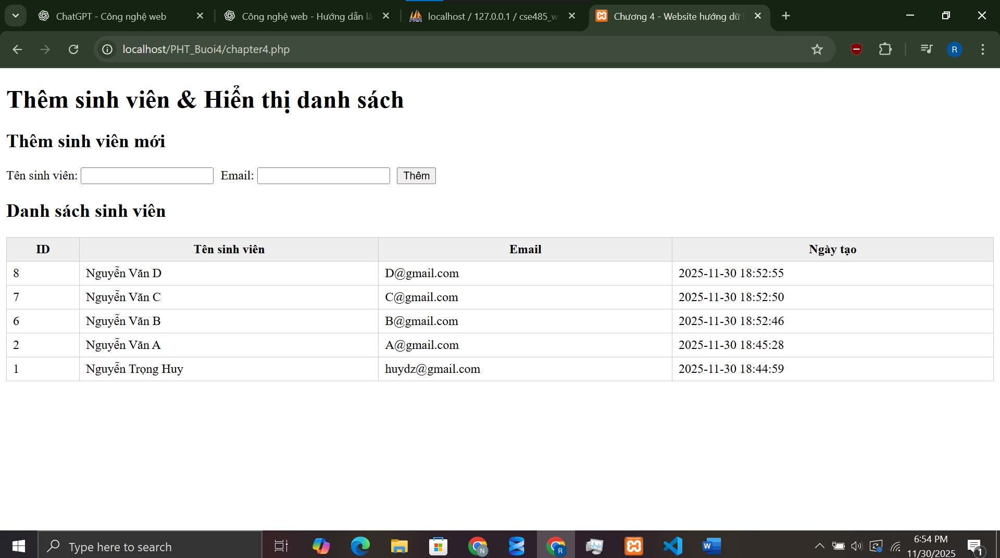 ChatGPT - Công nghệ web
Công nghệ web - Hướng dẫn là
localhost / 127.0.0.1 / cse485_w
Chương 4 - Website hướng dữ
localhost/PHT_Buoi4/chapter4.php
R
Thêm sinh viên & Hiển thị danh sách
Thêm sinh viên mới
Tên sinh viên: Email: Thêm
Danh sách sinh viên
ID Tên sinh viên Email Ngày tạo
8 Nguyễn Văn D D@gmail.com 2025-11-30 18:52:55
7 Nguyễn Văn C C@gmail.com 2025-11-30 18:52:50
6 Nguyễn Văn B B@gmail.com 2025-11-30 18:52:46
2 Nguyễn Văn A A@gmail.com 2025-11-30 18:45:28
1 Nguyễn Trọng Huy huydz@gmail.com 2025-11-30 18:44:59
Type here to search
N
R
W
6:54 PM
11/30/2025
1